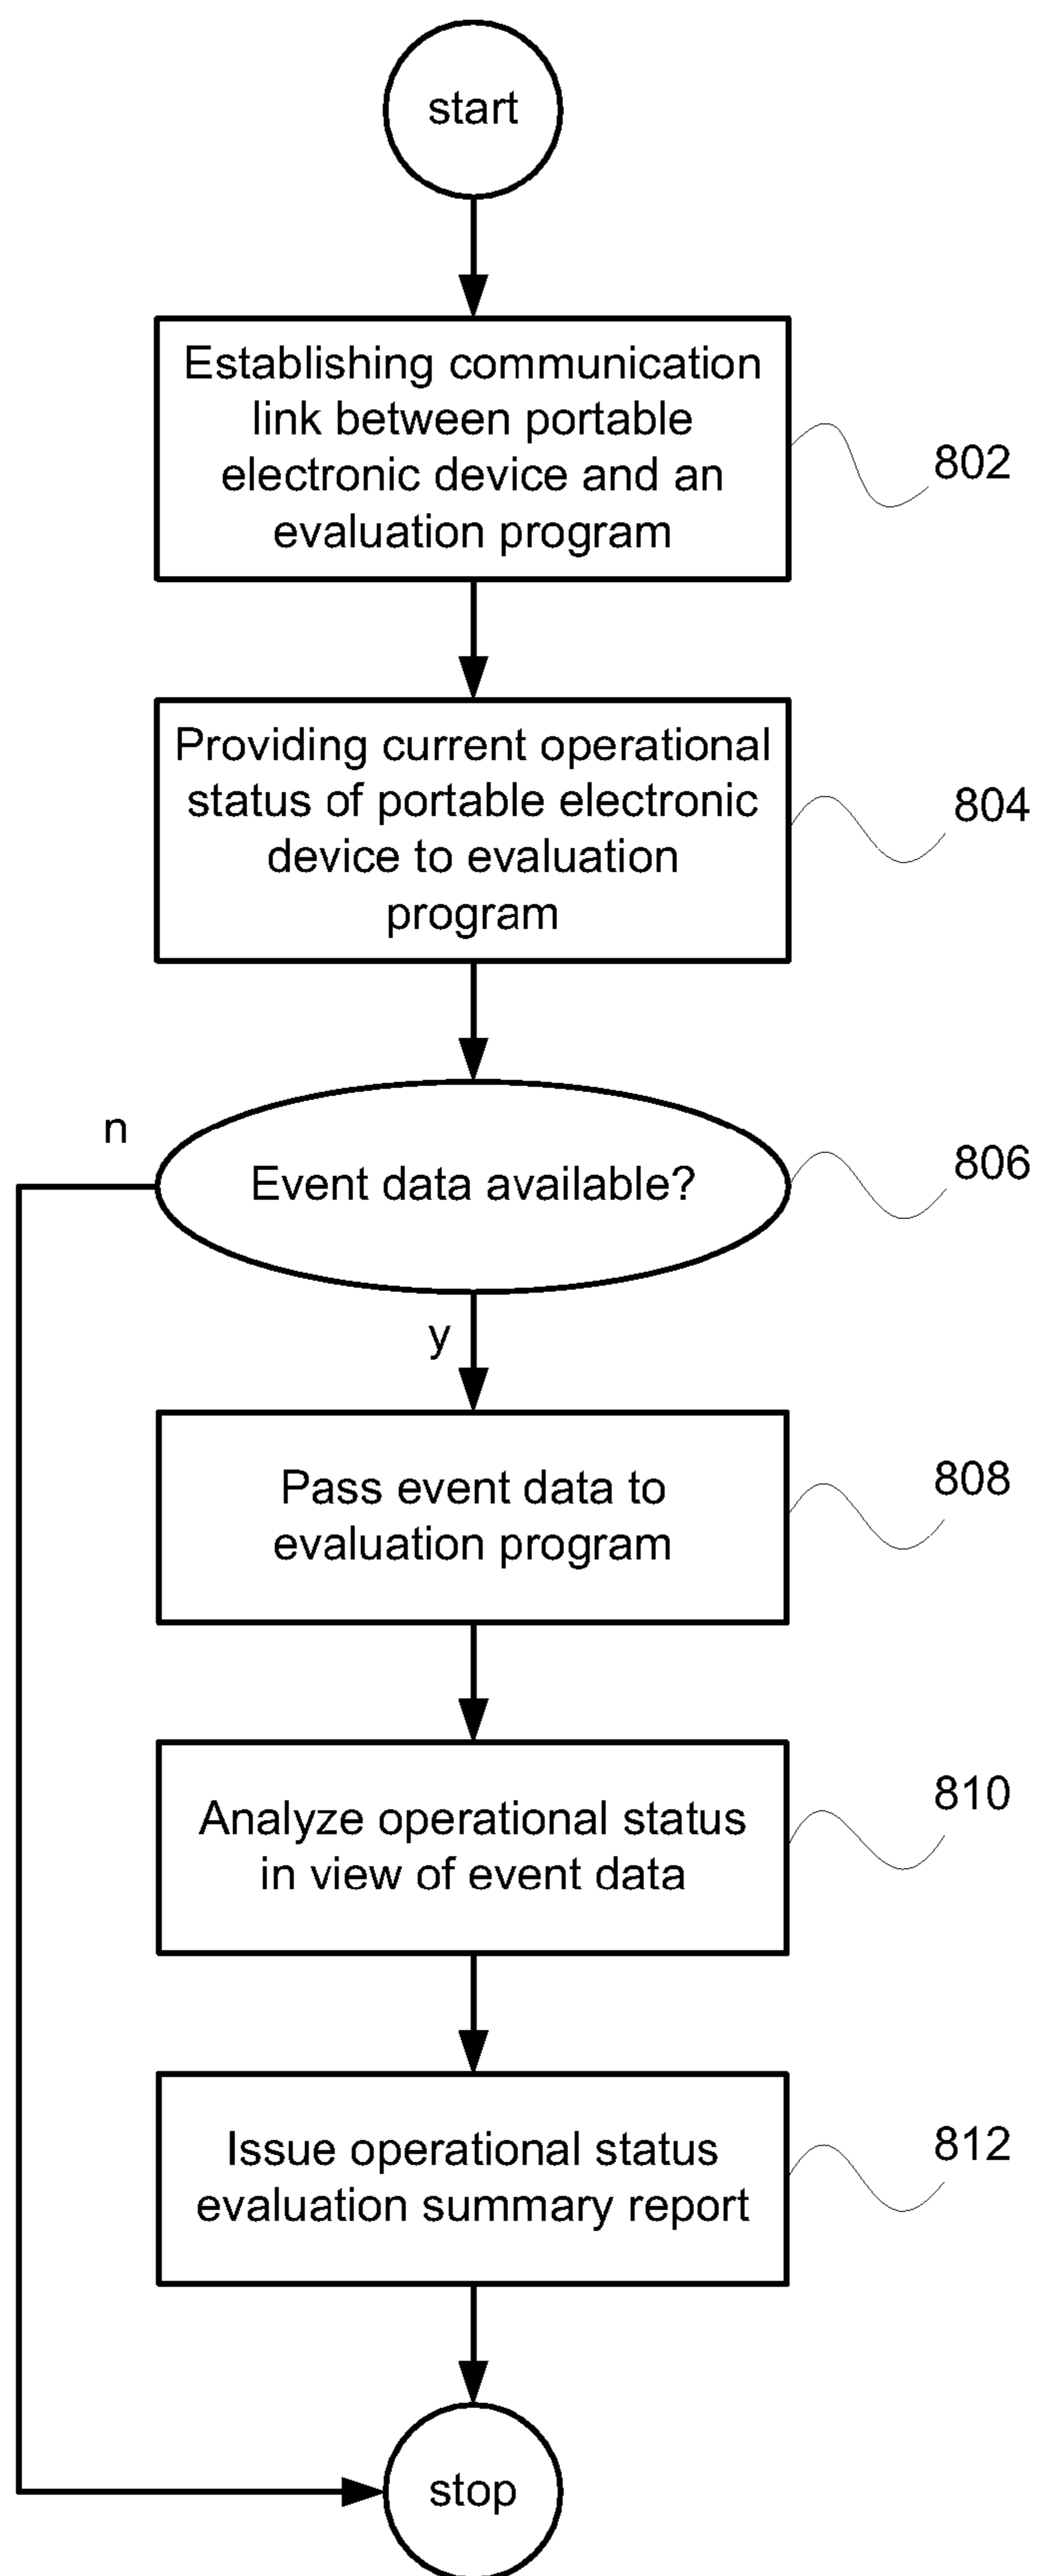 start
Establishing communication
link between portable
electronic device and an
evaluation program
802
Providing current operational
status of portable electronic
device to evaluation
program
804
n
Event data available?
806
y
Pass event data to
evaluation program
808
Analyze operational status
in view of event data
810
Issue operational status
evaluation summary report
812
stop